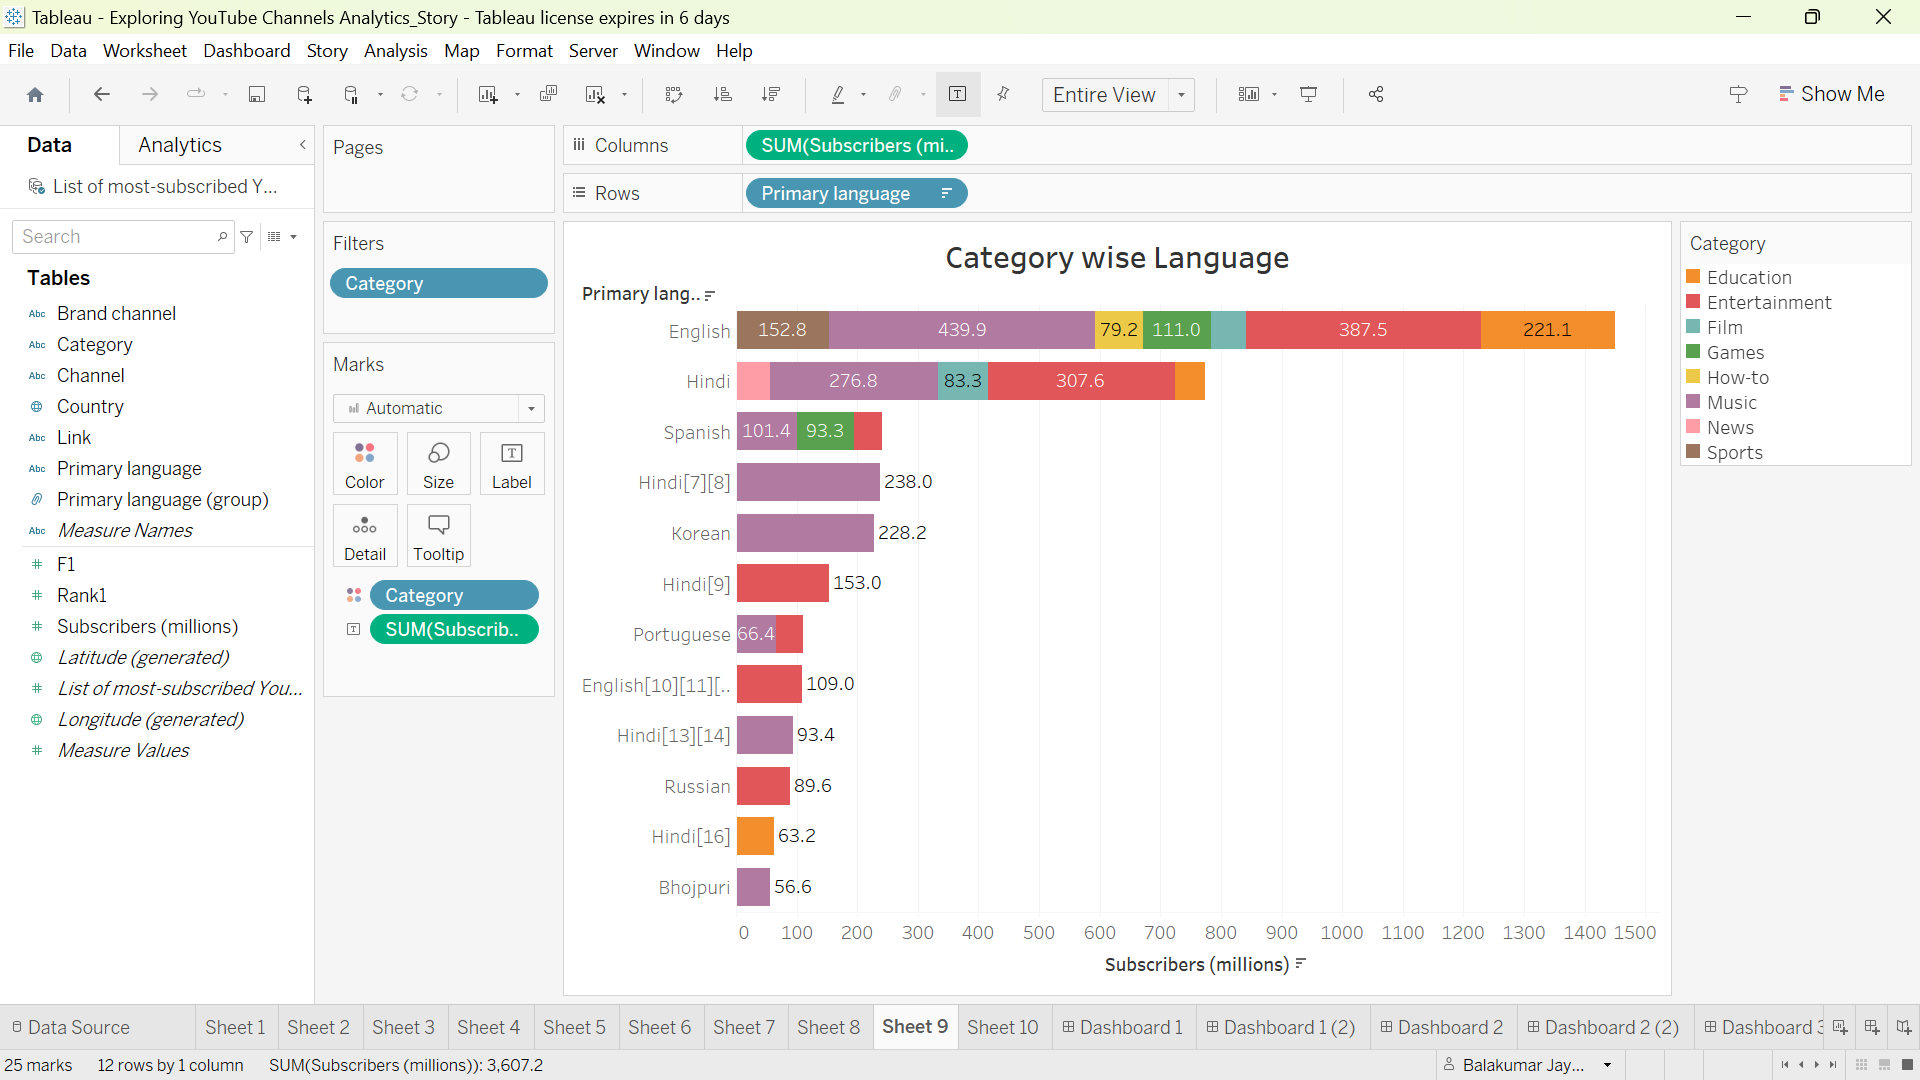 Tableau - Exploring YouTube Channels Analytics_Story - Tableau license expires in 6 days
File Data Worksheet Dashboard Story Analysis Map Format Server Window Help
Entire View
Show Me
Data
Analytics
List of most-subscribed Y...
Search
Tables
Abc Brand channel
Abc Category
Abc Channel
Country
Abc Link
Abc Primary language
Primary language (group)
Abc Measure Names
# F1
# Rank1
# Subscribers (millions)
Latitude (generated)
# List of most-subscribed You...
Longitude (generated)
# Measure Values
Pages
Filters
Category
Marks
Automatic
Color
Size
T
Label
Detail
Tooltip
Category
T SUM(Subscrib..
Columns
SUM(Subscribers (mi..
Rows
Primary language
Category wise Language
Primary lang..
English 152.8 439.9 79.2 111.0 387.5 221.1
Hindi 276.8 83.3 307.6
Spanish 101.4 93.3
Hindi[7][8] 238.0
Korean 228.2
Hindi[9] 153.0
Portuguese 66.4
English[10][11][.. 109.0
Hindi[13][14] 93.4
Russian 89.6
Hindi[16] 63.2
Bhojpuri 56.6
0 100 200 300 400 500 600 700 800 900 1000 1100 1200 1300 1400 1500
Subscribers (millions)
Category
Education
Entertainment
Film
Games
How-to
Music
News
Sports
Data Source Sheet 1 Sheet 2 Sheet 3 Sheet 4 Sheet 5 Sheet 6 Sheet 7 Sheet 8 Sheet 9 Sheet 10 Dashboard 1 Dashboard 1 (2) Dashboard 2 Dashboard 2 (2) Dashboard 3
25 marks 12 rows by 1 column SUM(Subscribers (millions)): 3,607.2
Balakumar Jay...